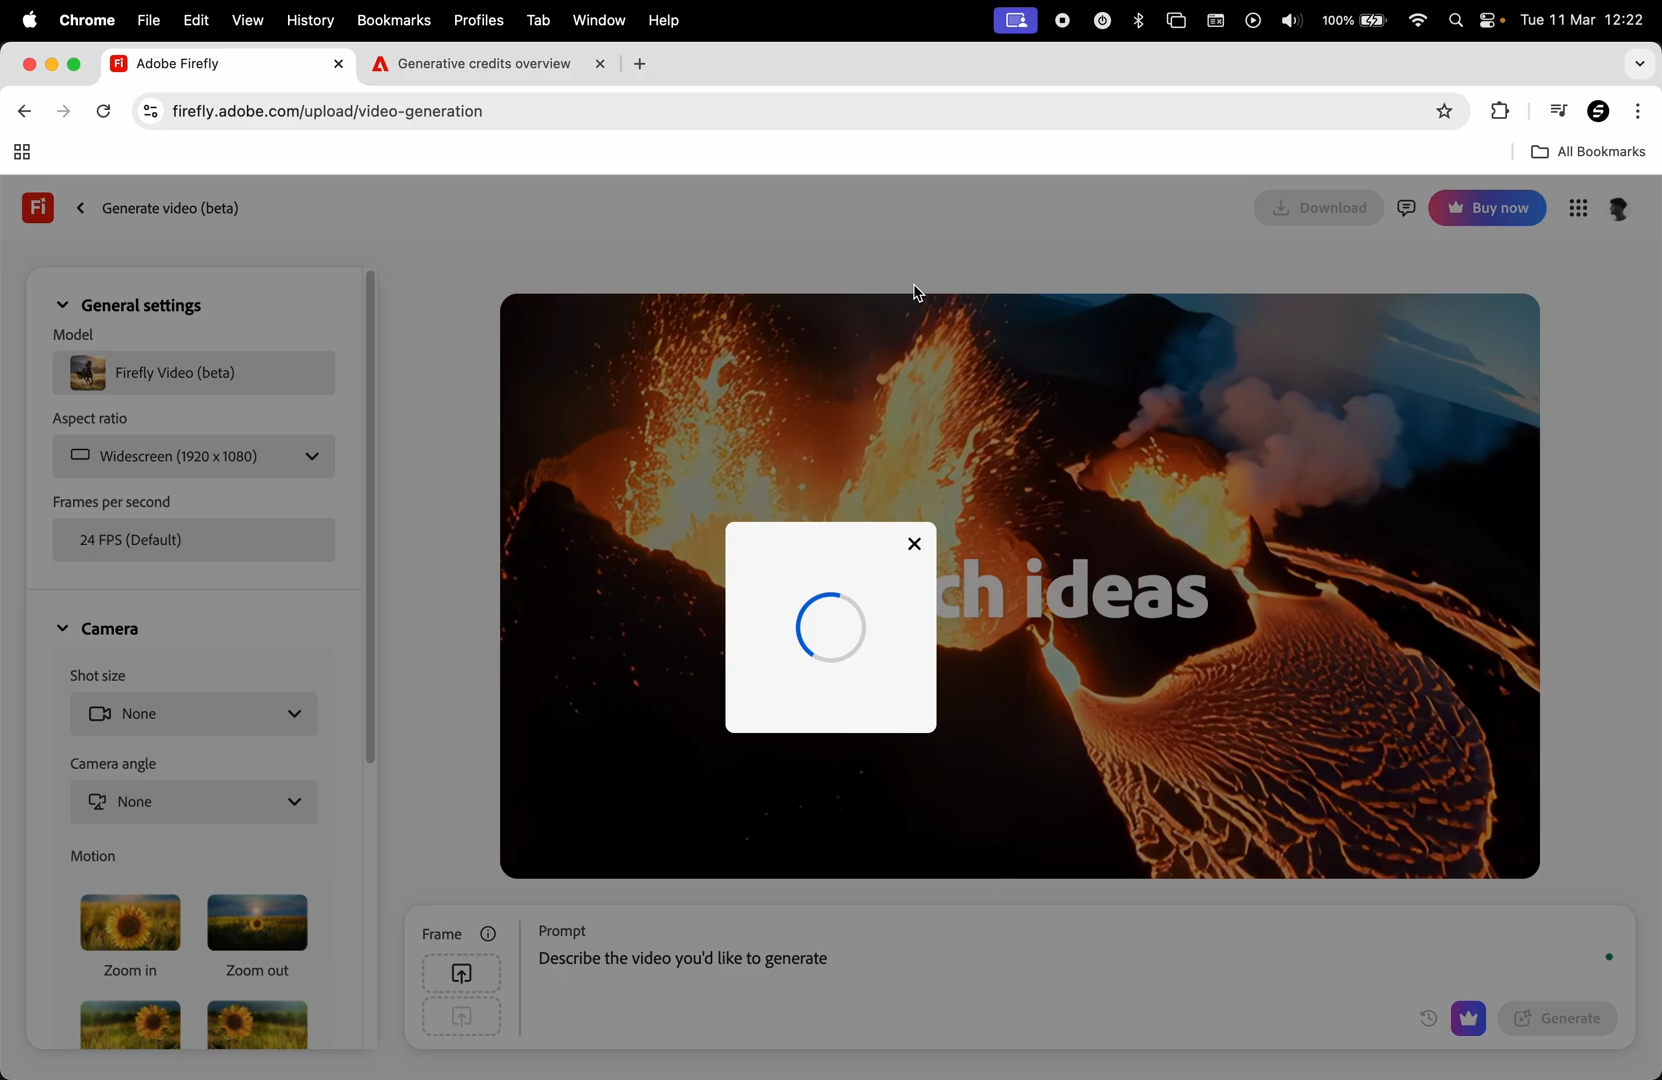 Chrome File Edit View History Bookmarks Profiles Tab Window Help 100% Tue 11 Mar 12:22
Fi Adobe Firefly Generative credits overview
firefly.adobe.com/upload/video-generation
All Bookmarks
Fi Generate video (beta) Download Buy now
General settings
Model
Firefly Video (beta)
Aspect ratio
Widescreen (1920 x 1080)
Frames per second
24 FPS (Default)
ch ideas
Camera
Shot size
None
Camera angle
None
Motion
Zoom in Zoom out
Frame
Prompt
Describe the video you'd like to generate
Generate